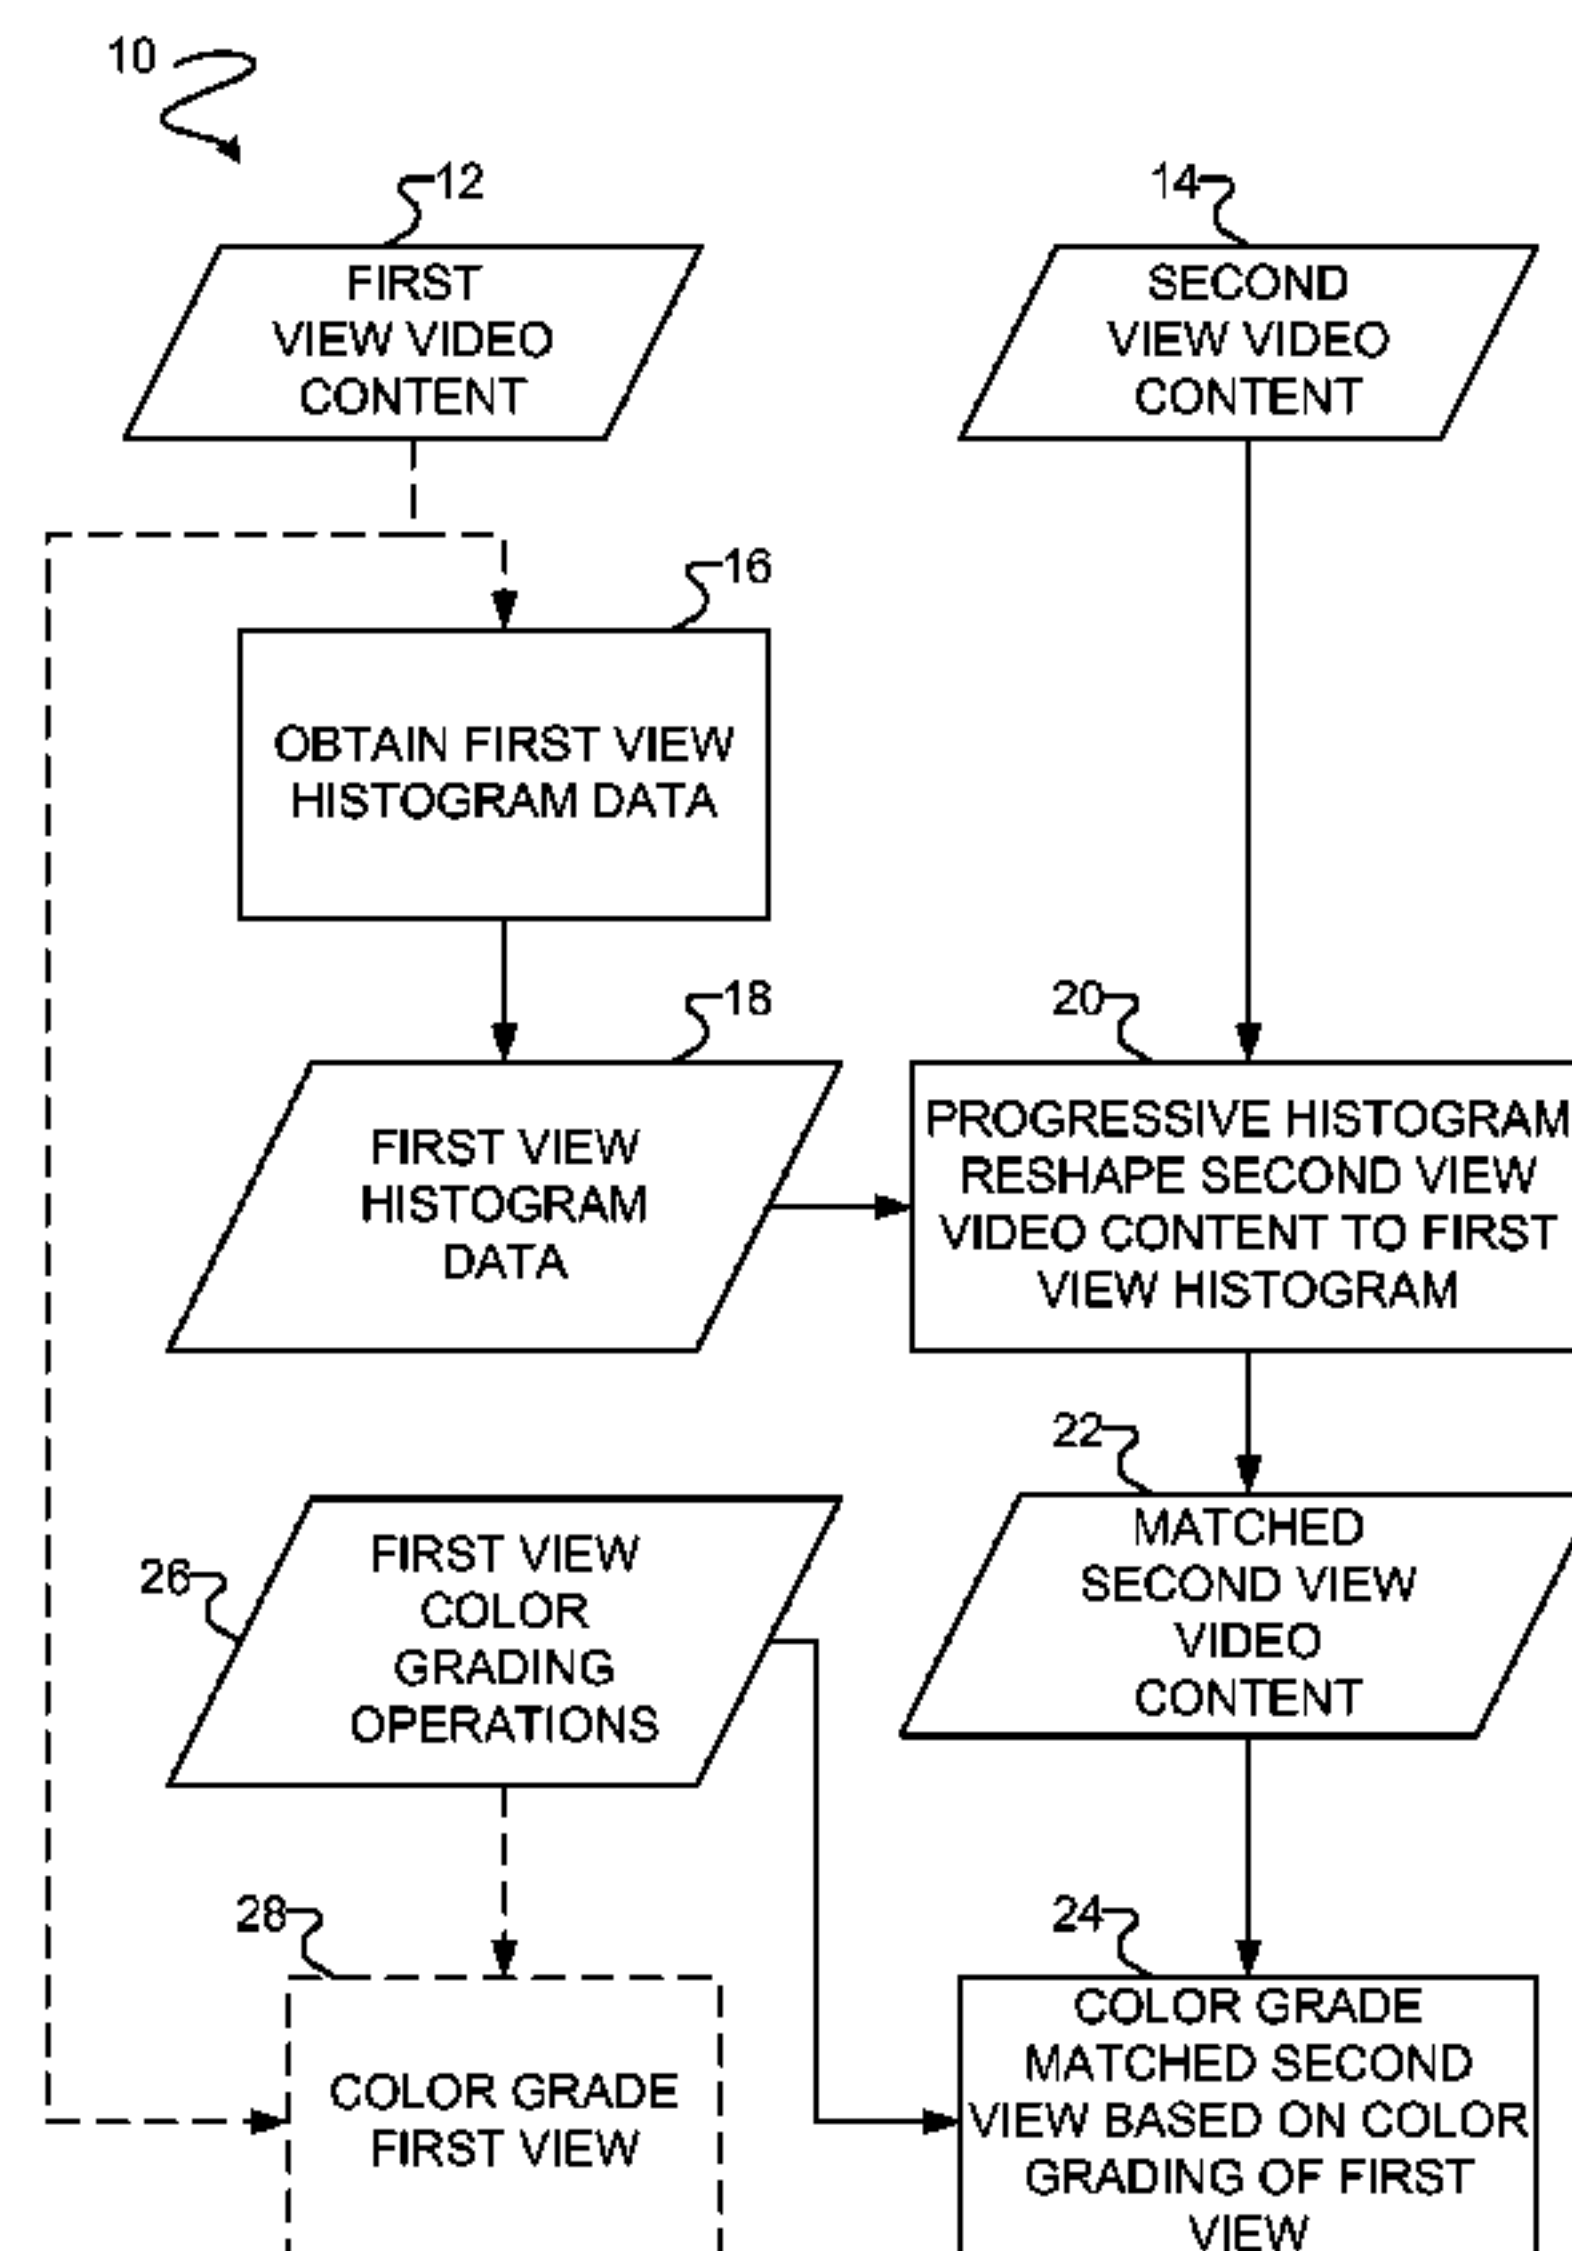 10
12
14
FIRST
VIEW VIDEO
CONTENT
SECOND
VIEW VIDEO
CONTENT
16
OBTAIN FIRST VIEW
HISTOGRAM DATA
18
20
FIRST VIEW
HISTOGRAM
DATA
PROGRESSIVE HISTOGRAM
RESHAPE SECOND VIEW
VIDEO CONTENT TO FIRST
VIEW HISTOGRAM
22
26
FIRST VIEW
COLOR
GRADING
OPERATIONS
MATCHED
SECOND VIEW
VIDEO
CONTENT
28
24
COLOR GRADE
FIRST VIEW
COLOR GRADE
MATCHED SECOND
VIEW BASED ON COLOR
GRADING OF FIRST
VIEW